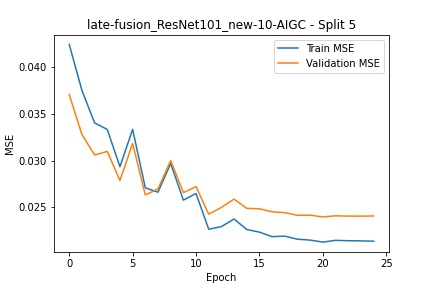 late-fusion_ResNet101_new-10-AIGC - Split 5
Train MSE
Validation MSE
0.040
0.035
0.030
0.025
MSE
0 5 10 15 20 25
Epoch